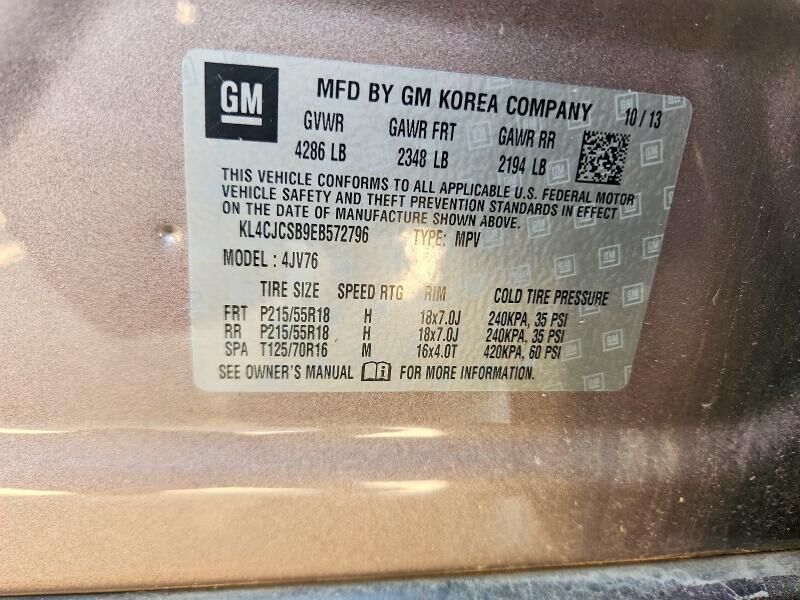 GM
MFD BY GM KOREA COMPANY 10 / 13
GVWR GAWR FRT GAWR RR
4286 LB 2348 LB 2194 LB
THIS VEHICLE CONFORMS TO ALL APPLICABLE U.S. FEDERAL MOTOR
VEHICLE SAFETY AND THEFT PREVENTION STANDARDS IN EFFECT
ON THE DATE OF MANUFACTURE SHOWN ABOVE.
KL4CJCSB9EB572796 TYPE: MPV
MODEL : 4JV76
TIRE SIZE SPEED RTG RIM COLD TIRE PRESSURE
FRT P215/55R18 H 18x7.0J 240KPA, 35 PSI
RR P215/55R18 H 18x7.0J 240KPA, 35 PSI
SPA T125/70R16 M 16x4.0T 420KPA, 60 PSI
SEE OWNER'S MANUAL FOR MORE INFORMATION.